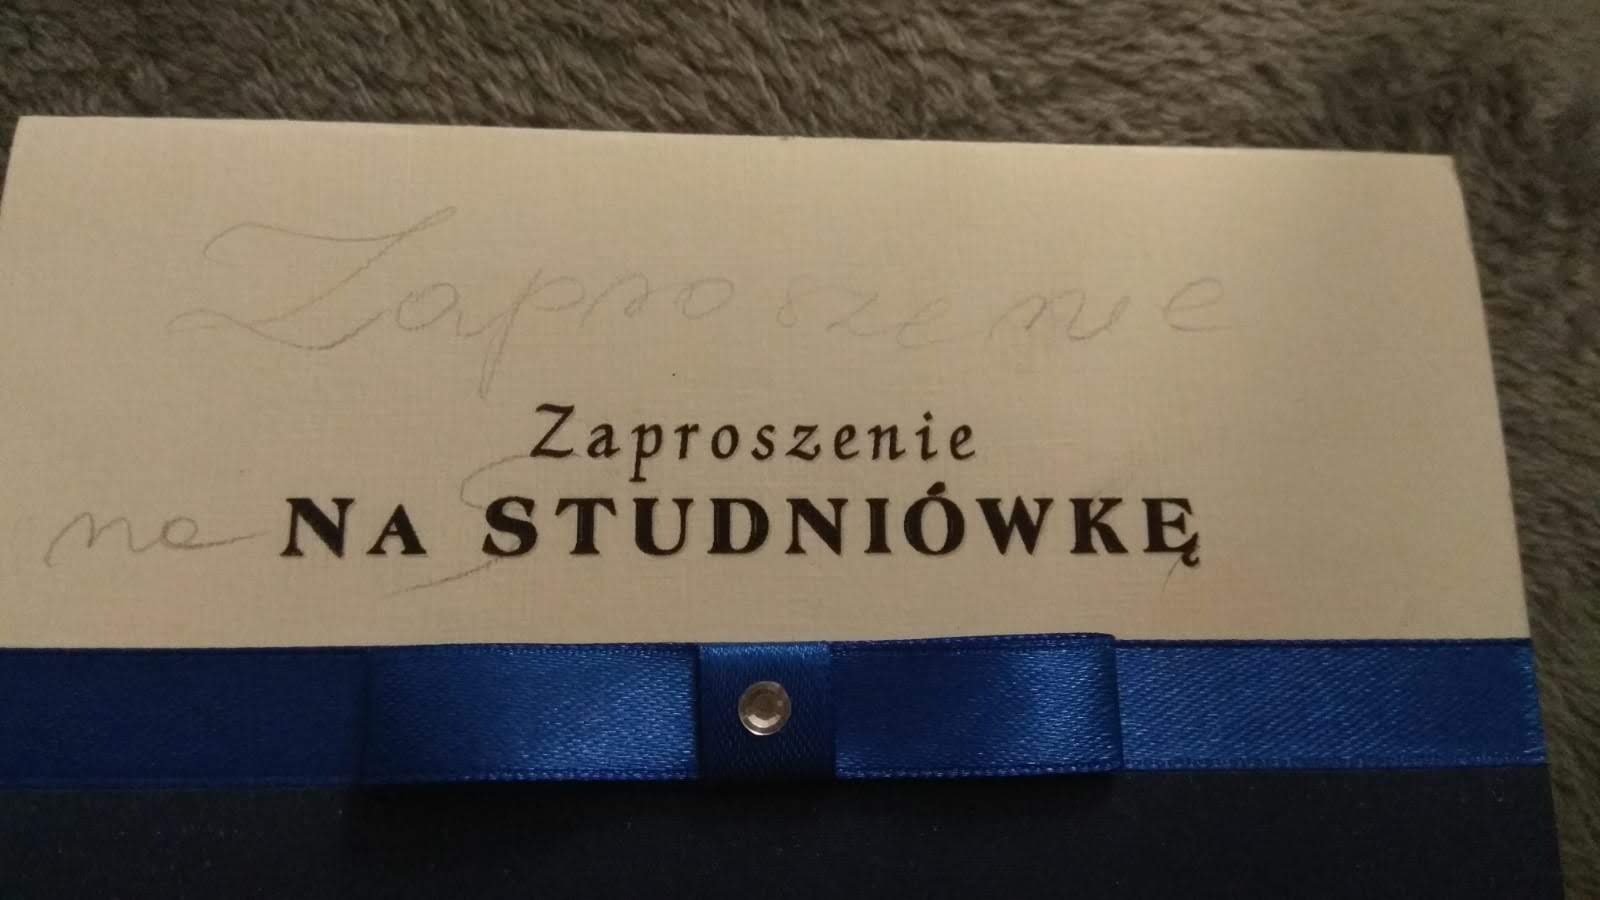 Zaproszenie
Zaproszenie
na NA STUDNIÓWKĘ